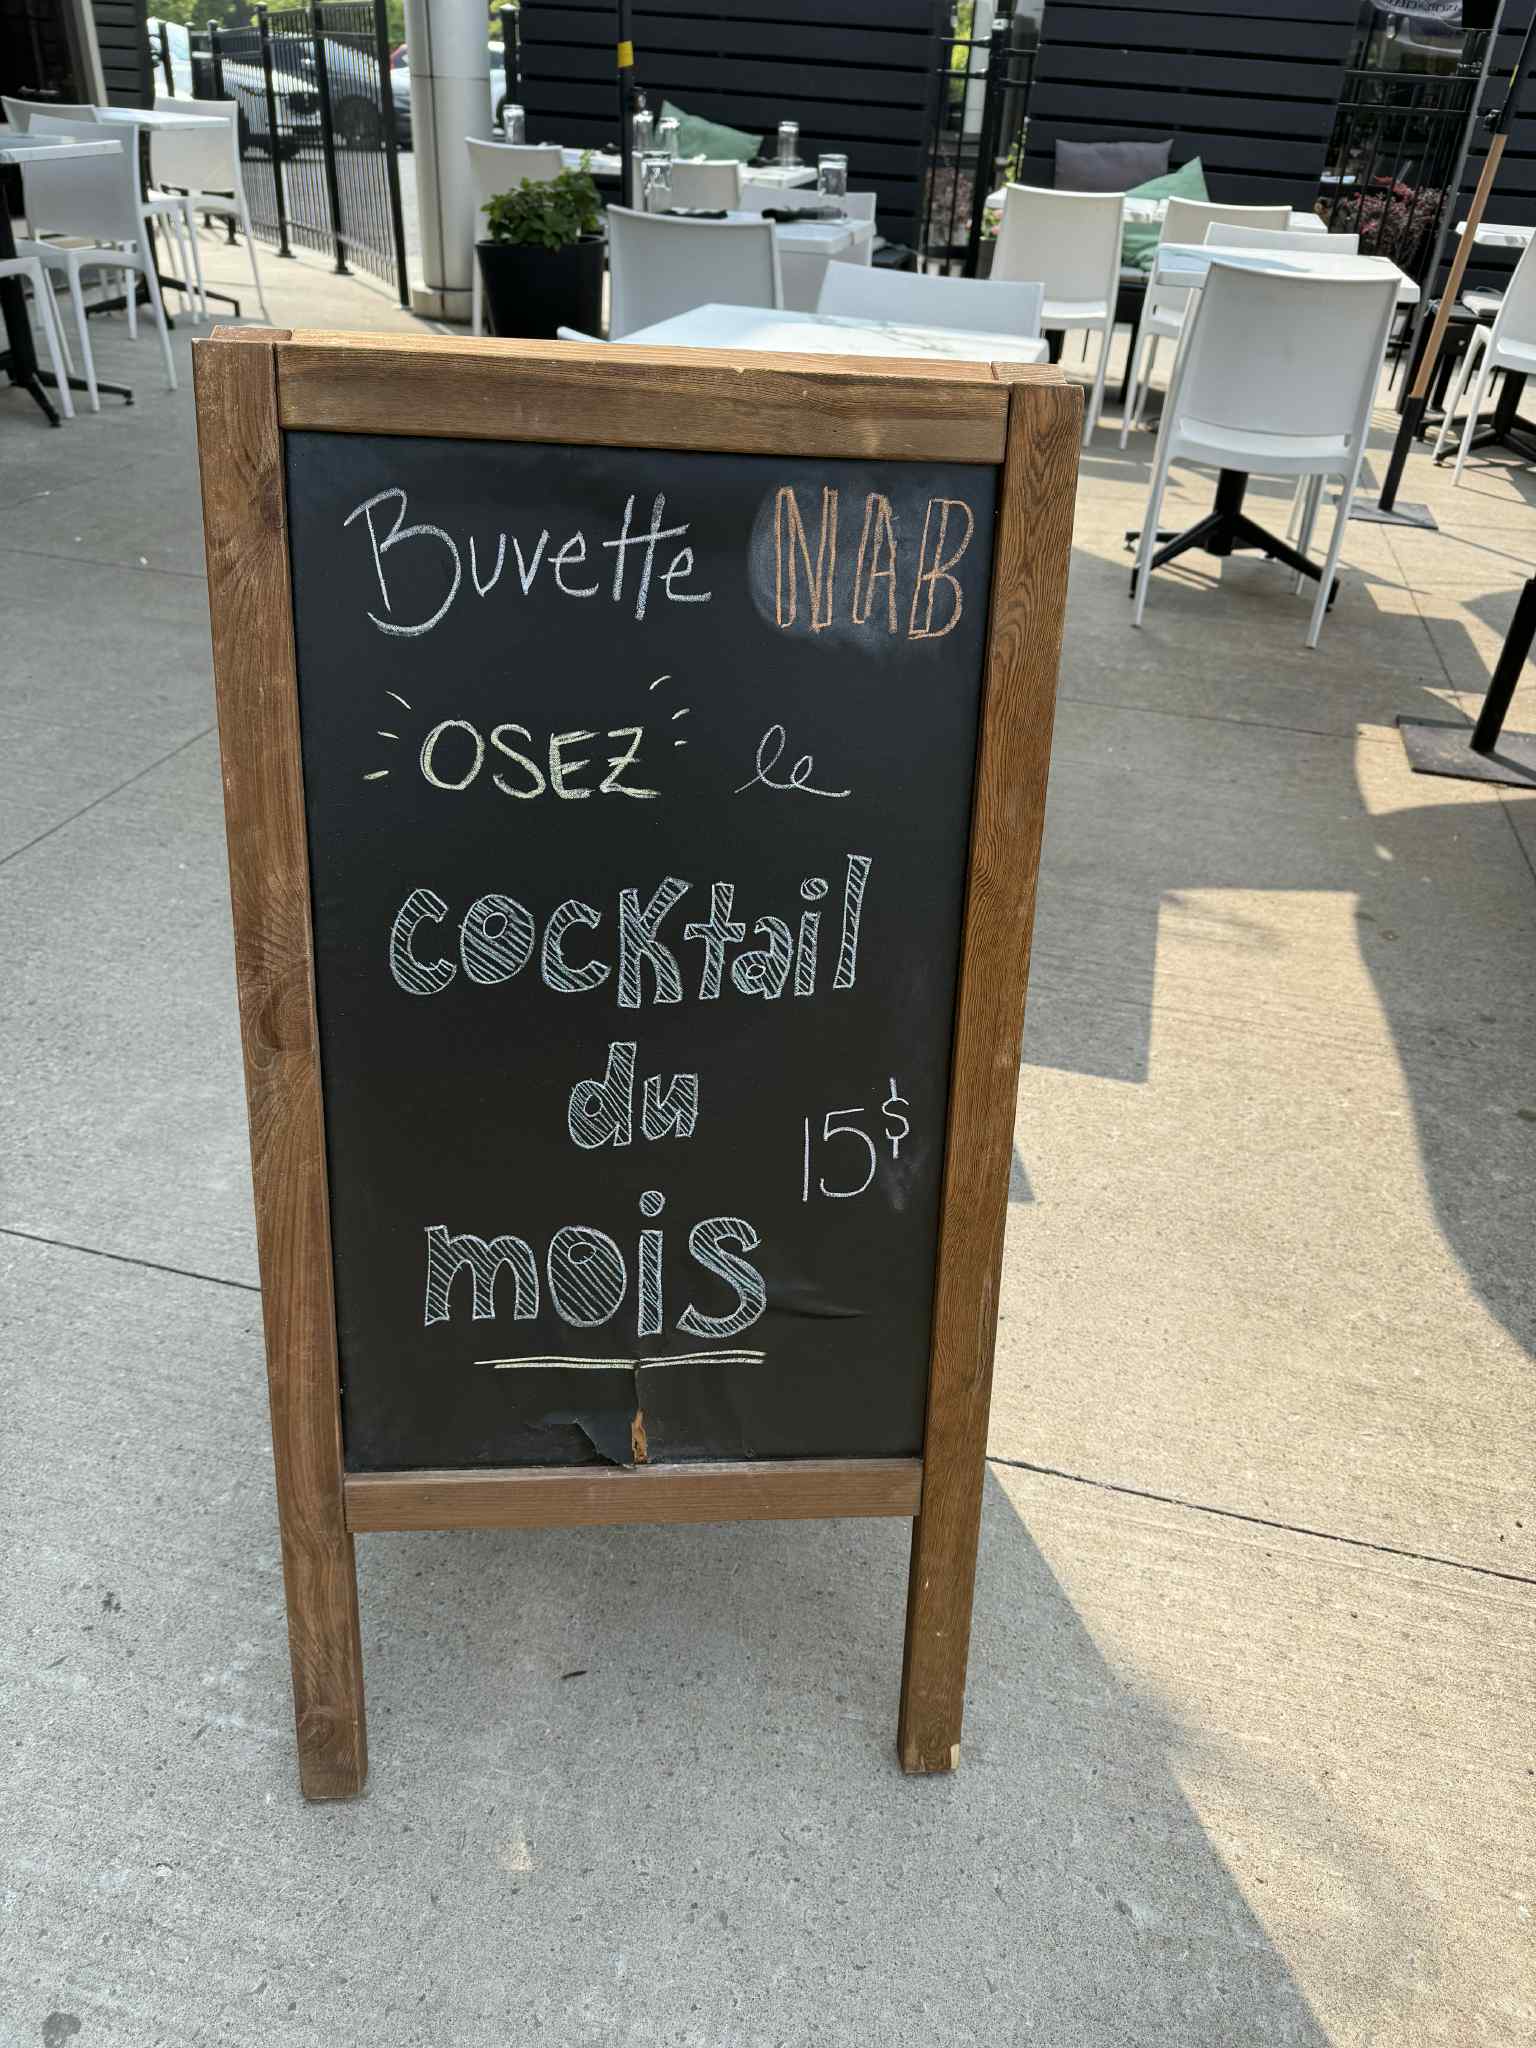 Buvette NAB
OSEZ le
cocktail
du
15$
mois